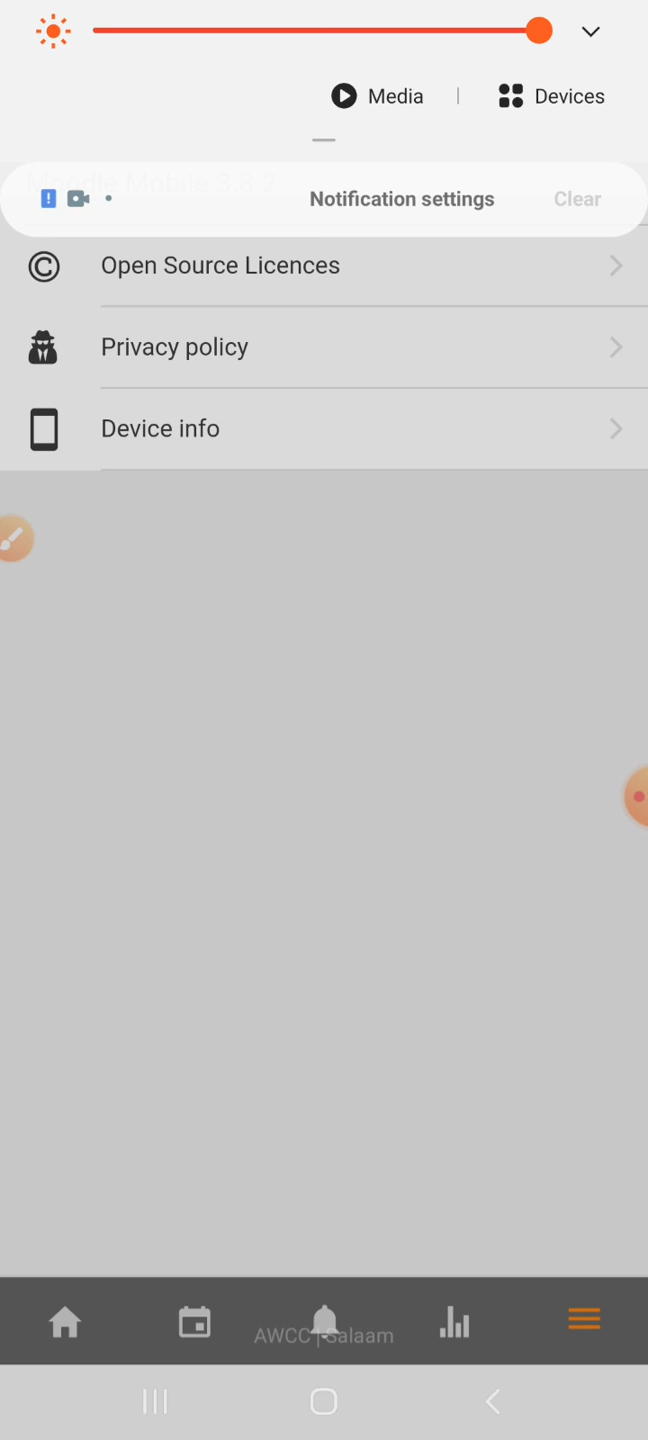 Media | Devices
Moodle Mobile 3.8.2
Notification settings Clear
Open Source Licences
Privacy policy
Device info
AWCC | Salaam